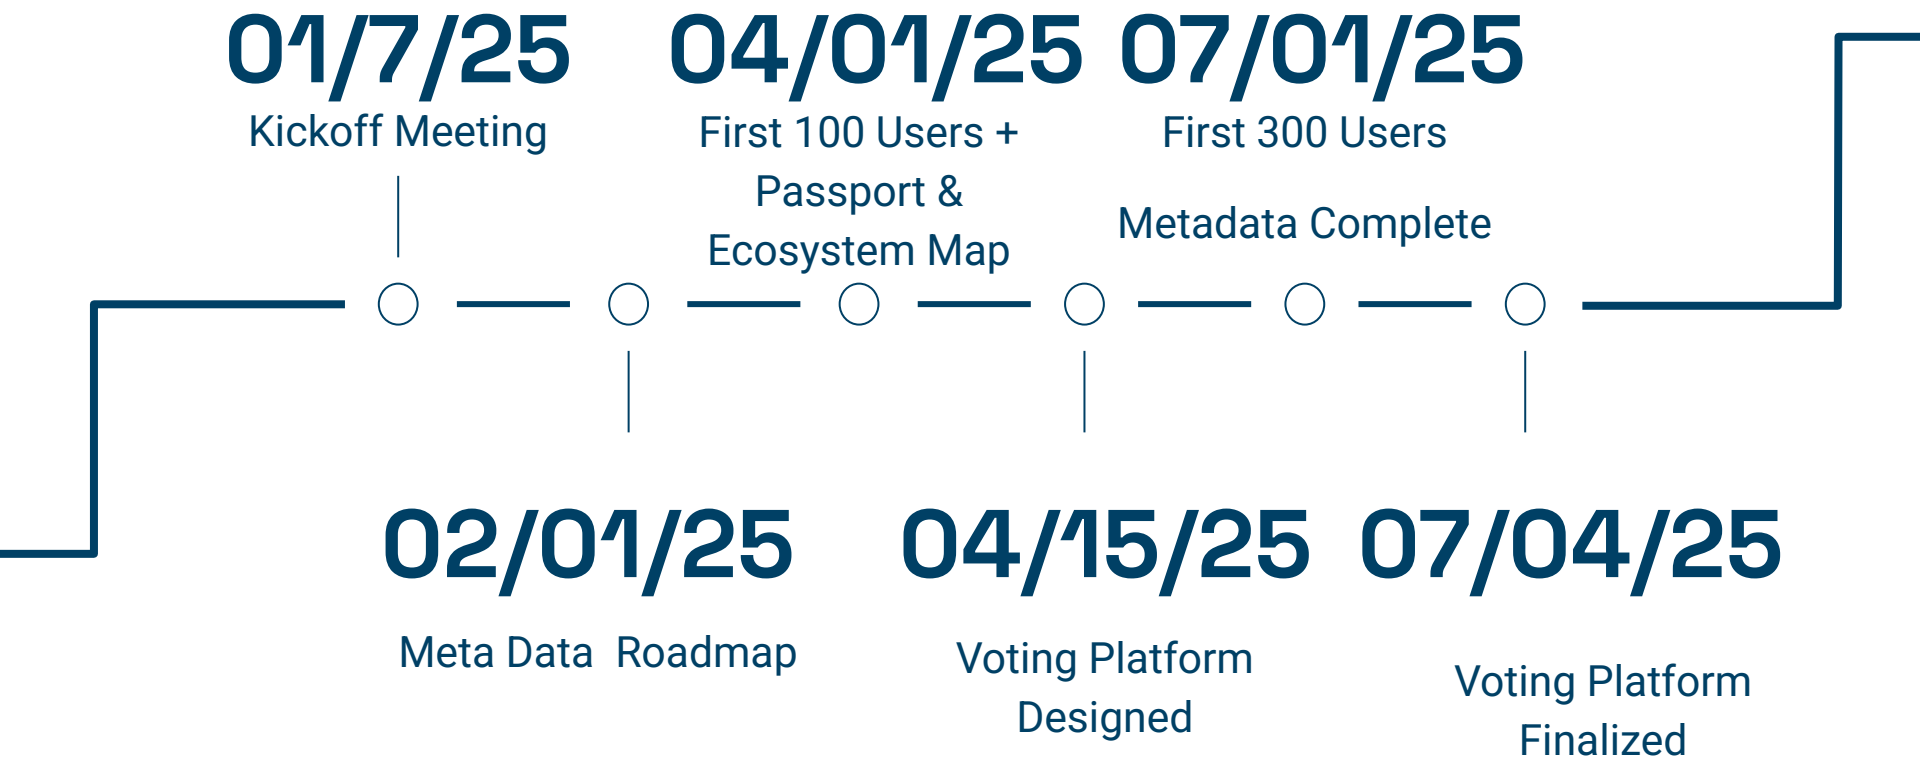 01/7/25
Kickoff Meeting
04/01/25
First 100 Users +
Passport &
Ecosystem Map
07/01/25
First 300 Users
Metadata Complete
02/01/25
Meta Data  Roadmap
04/15/25
Voting Platform
Designed
07/04/25
Voting Platform
Finalized